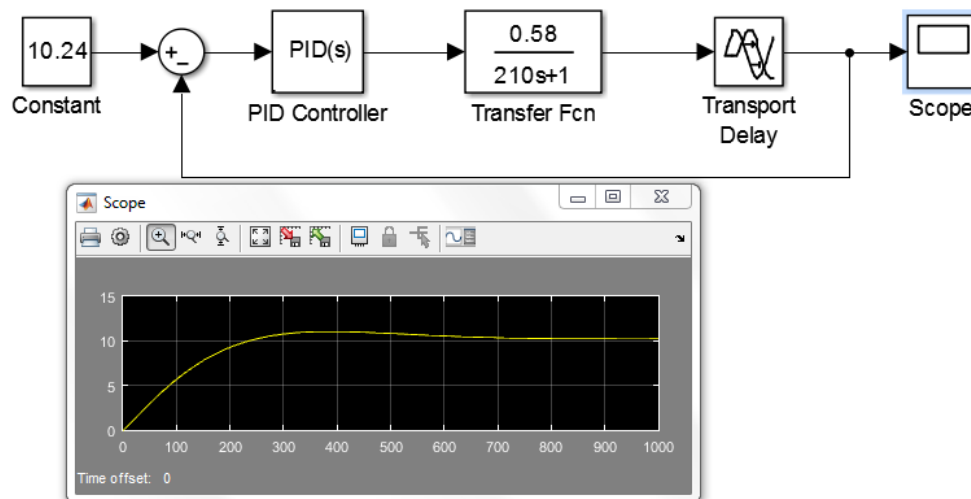 10.24
Constant
+
−
PID(s)
PID Controller
0.58
210s+1
Transfer Fcn
Transport
Delay
Scope
Scope
15
10
5
0
0 100 200 300 400 500 600 700 800 900 1000
Time offset: 0